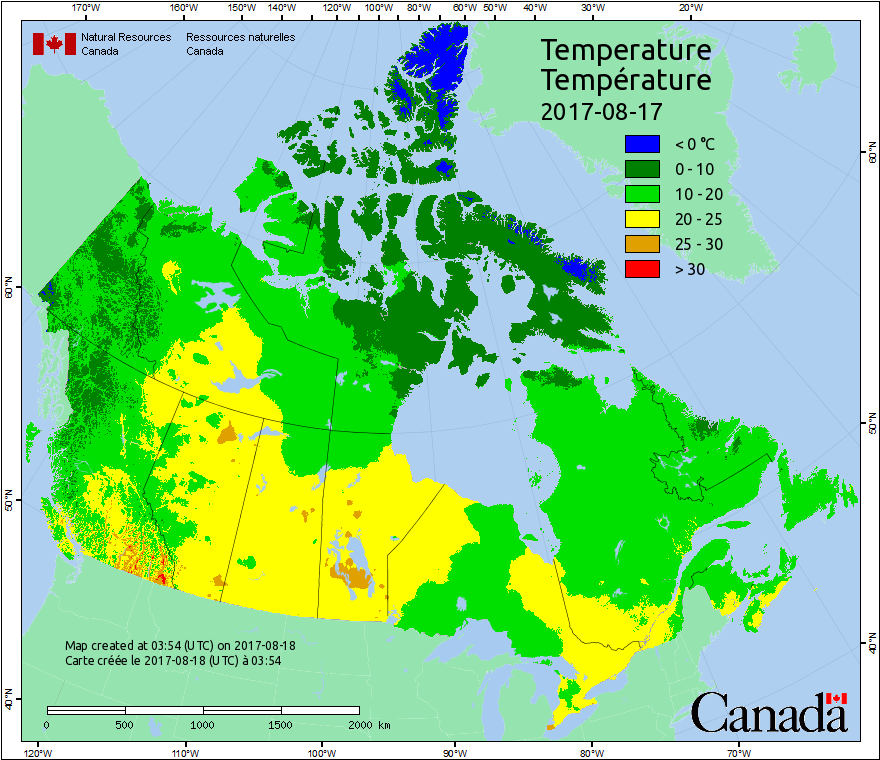 170°W 160°W 150°W 140°W 130°W 120°W 110°W 100°W 90°W 80°W 60°W 50°W 40°W 30°W 20°W
Natural Resources Ressources naturelles
Canada Canada
Temperature
Température
2017-08-17
< 0 °C
0 - 10
10 - 20
20 - 25
25 - 30
> 30
60°N
50°N
40°N
60°N
50°N
40°N
Map created at 03:54 (UTC) on 2017-08-18
Carte créée le 2017-08-18 (UTC) à 03:54
0 500 1000 1500 2000 km
Canada
120°W 110°W 100°W 90°W 80°W 70°W